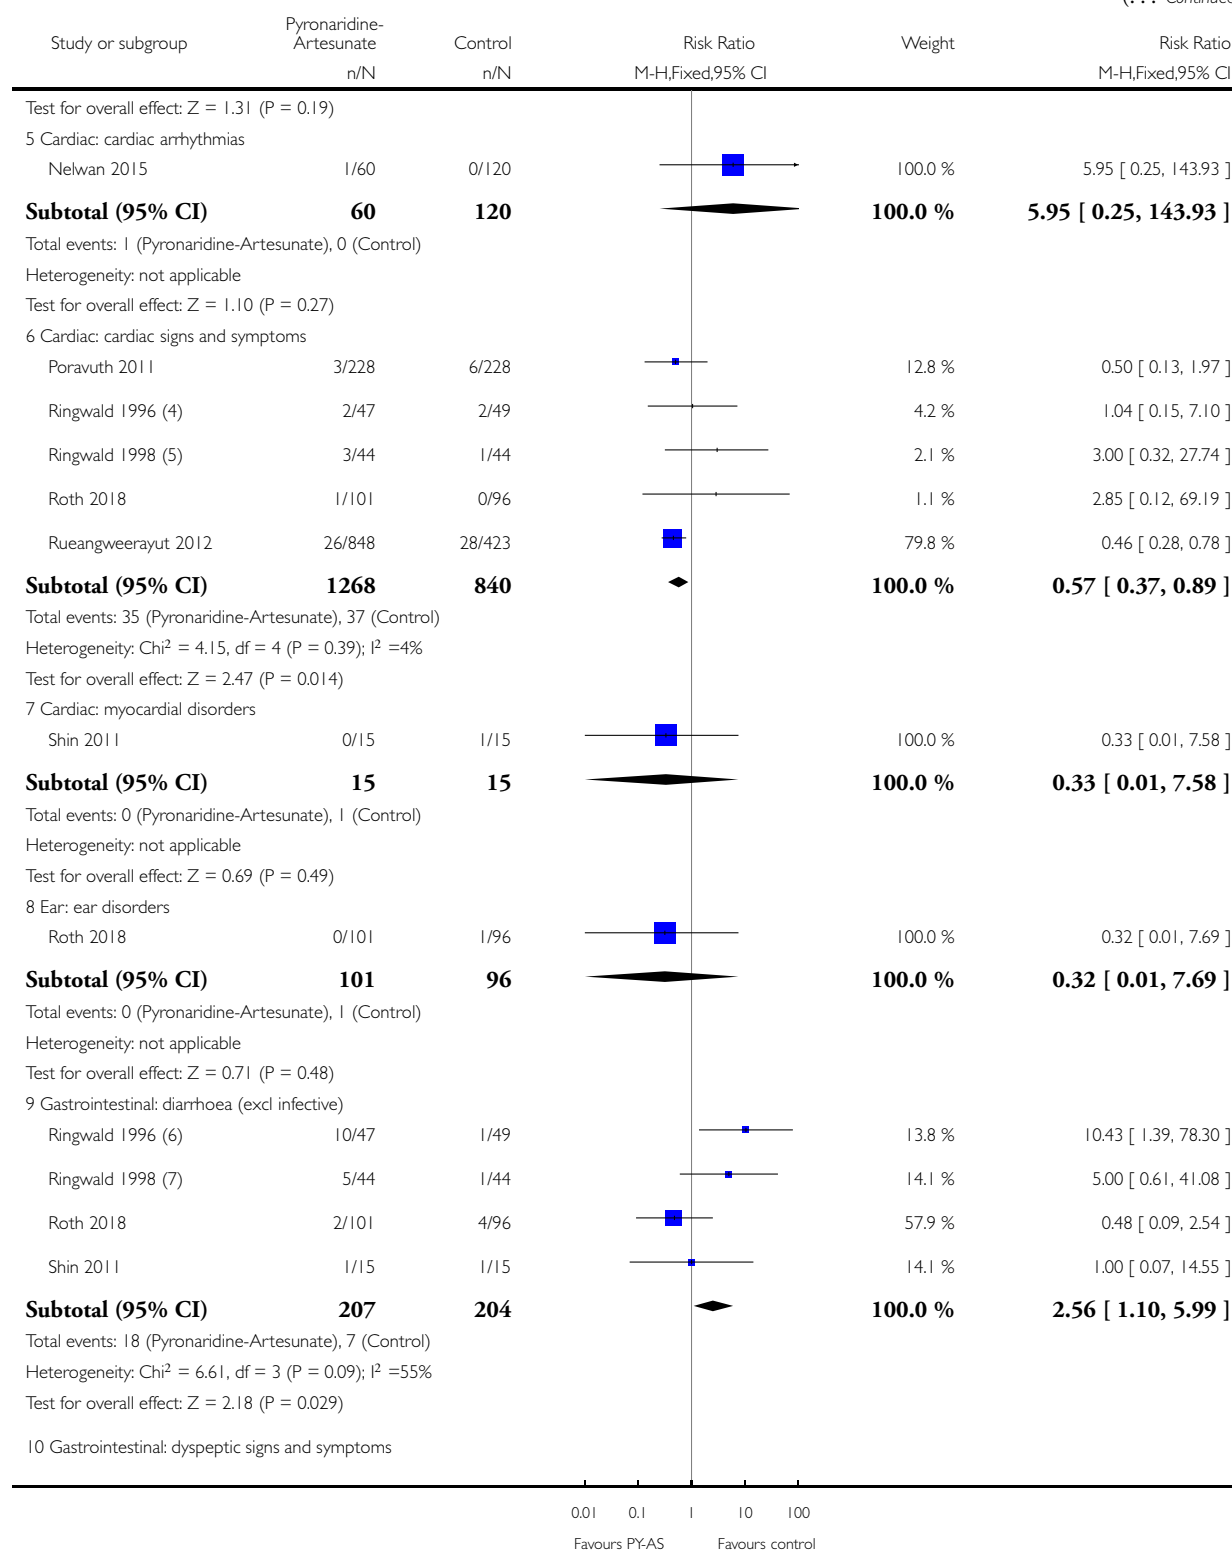 (. . . Continued
Study or subgroup Pyronaridine-Artesunate Control Risk Ratio Weight Risk Ratio
n/N n/N M-H,Fixed,95% CI M-H,Fixed,95% CI
Test for overall effect: Z = 1.31 (P = 0.19)
5 Cardiac: cardiac arrhythmias
Nelwan 2015 1/60 0/120 100.0 % 5.95 [ 0.25, 143.93 ]
Subtotal (95% CI) 60 120 100.0 % 5.95 [ 0.25, 143.93 ]
Total events: 1 (Pyronaridine-Artesunate), 0 (Control)
Heterogeneity: not applicable
Test for overall effect: Z = 1.10 (P = 0.27)
6 Cardiac: cardiac signs and symptoms
Poravuth 2011 3/228 6/228 12.8 % 0.50 [ 0.13, 1.97 ]
Ringwald 1996 (4) 2/47 2/49 4.2 % 1.04 [ 0.15, 7.10 ]
Ringwald 1998 (5) 3/44 1/44 2.1 % 3.00 [ 0.32, 27.74 ]
Roth 2018 1/101 0/96 1.1 % 2.85 [ 0.12, 69.19 ]
Rueangweerayut 2012 26/848 28/423 79.8 % 0.46 [ 0.28, 0.78 ]
Subtotal (95% CI) 1268 840 100.0 % 0.57 [ 0.37, 0.89 ]
Total events: 35 (Pyronaridine-Artesunate), 37 (Control)
Heterogeneity: Chi² = 4.15, df = 4 (P = 0.39); I² =4%
Test for overall effect: Z = 2.47 (P = 0.014)
7 Cardiac: myocardial disorders
Shin 2011 0/15 1/15 100.0 % 0.33 [ 0.01, 7.58 ]
Subtotal (95% CI) 15 15 100.0 % 0.33 [ 0.01, 7.58 ]
Total events: 0 (Pyronaridine-Artesunate), 1 (Control)
Heterogeneity: not applicable
Test for overall effect: Z = 0.69 (P = 0.49)
8 Ear: ear disorders
Roth 2018 0/101 1/96 100.0 % 0.32 [ 0.01, 7.69 ]
Subtotal (95% CI) 101 96 100.0 % 0.32 [ 0.01, 7.69 ]
Total events: 0 (Pyronaridine-Artesunate), 1 (Control)
Heterogeneity: not applicable
Test for overall effect: Z = 0.71 (P = 0.48)
9 Gastrointestinal: diarrhoea (excl infective)
Ringwald 1996 (6) 10/47 1/49 13.8 % 10.43 [ 1.39, 78.30 ]
Ringwald 1998 (7) 5/44 1/44 14.1 % 5.00 [ 0.61, 41.08 ]
Roth 2018 2/101 4/96 57.9 % 0.48 [ 0.09, 2.54 ]
Shin 2011 1/15 1/15 14.1 % 1.00 [ 0.07, 14.55 ]
Subtotal (95% CI) 207 204 100.0 % 2.56 [ 1.10, 5.99 ]
Total events: 18 (Pyronaridine-Artesunate), 7 (Control)
Heterogeneity: Chi² = 6.61, df = 3 (P = 0.09); I² =55%
Test for overall effect: Z = 2.18 (P = 0.029)
10 Gastrointestinal: dyspeptic signs and symptoms
0.01 0.1 1 10 100
Favours PY-AS Favours control